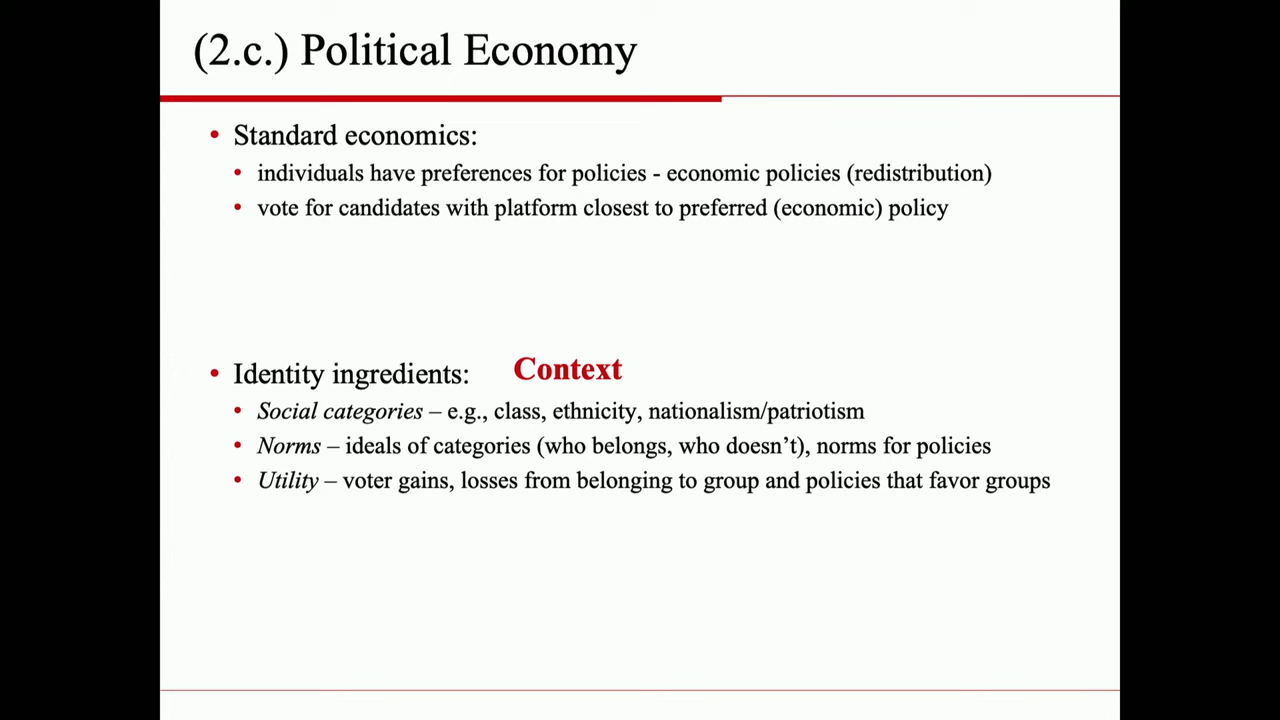 (2.c.) Political Economy
• Standard economics:
• individuals have preferences for policies - economic policies (redistribution)
• vote for candidates with platform closest to preferred (economic) policy
• Identity ingredients: Context
• Social categories – e.g., class, ethnicity, nationalism/patriotism
• Norms – ideals of categories (who belongs, who doesn’t), norms for policies
• Utility – voter gains, losses from belonging to group and policies that favor groups